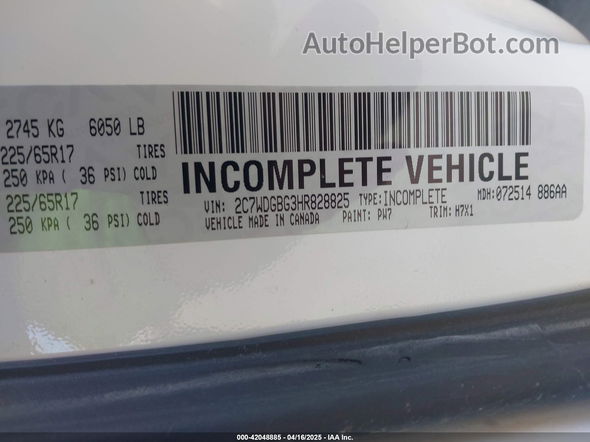 AutoHelperBot.com
2745 KG 6050 LB
225/65R17 TIRES
250 KPA ( 36 PSI) COLD
225/65R17 TIRES
250 KPA ( 36 PSI) COLD
INCOMPLETE VEHICLE
VIN: 2C7WDGBG3HR828825 TYPE:INCOMPLETE MDH:072514 886AA
VEHICLE MADE IN CANADA PAINT: PW7 TRIM: H7X1
000-42048885 - 04/16/2025 - IAA Inc.